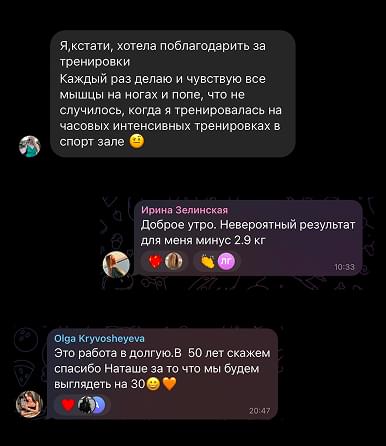 Я,кстати, хотела поблагодарить за
тренировки
Каждый раз делаю и чувствую все
мышцы на ногах и попе, что не
случилось, когда я тренировалась на
часовых интенсивных тренировках в
спорт зале 🤨
Ирина Зелинская
Доброе утро. Невероятный результат
для меня минус 2.9 кг
ЛГ
10:33
Olga Kryvosheyeva
Это работа в долгую.В 50 лет скажем
спасибо Наташе за то что мы будем
выглядеть на 30😀🧡
20:47